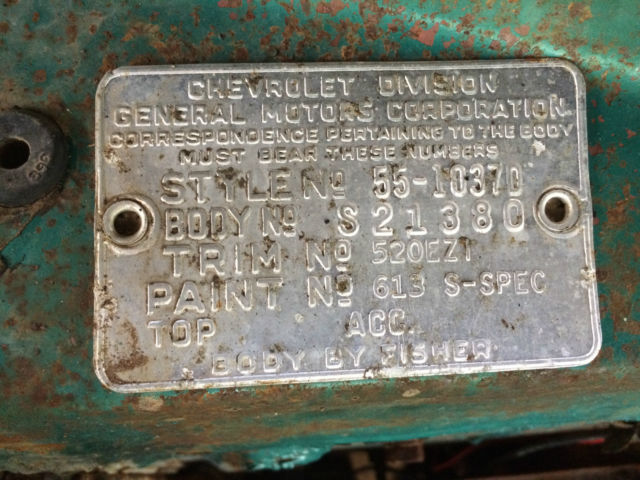 CHEVROLET DIVISION
GENERAL MOTORS CORPORATION
CORRESPONDENCE PERTAINING TO THE BODY
MUST BEAR THESE NUMBERS
STYLE Nº 55-1037D
BODY Nº S21380
TRIM Nº 520EZT
PAINT Nº 613 S-SPEC
TOP ACC.
BODY BY FISHER